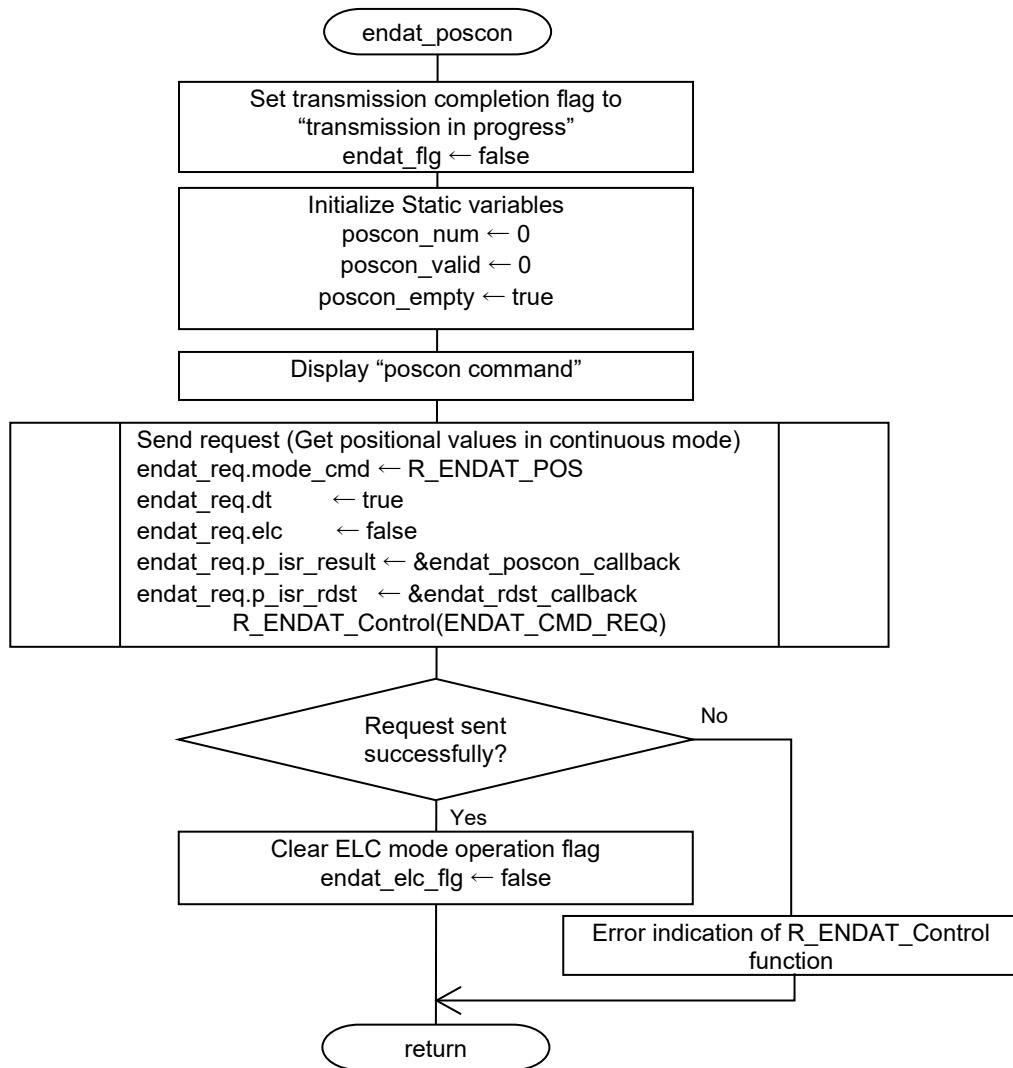 endat_poscon
Set transmission completion flag to
“transmission in progress”
endat_flg ← false
Initialize Static variables
poscon_num ← 0
poscon_valid ← 0
poscon_empty ← true
Display “poscon command”
Send request (Get positional values in continuous mode)
endat_req.mode_cmd ← R_ENDAT_POS
endat_req.dt ← true
endat_req.elc ← false
endat_req.p_isr_result ← &endat_poscon_callback
endat_req.p_isr_rdst ← &endat_rdst_callback
R_ENDAT_Control(ENDAT_CMD_REQ)
Request sent
successfully?
No
Yes
Clear ELC mode operation flag
endat_elc_flg ← false
Error indication of R_ENDAT_Control
function
return